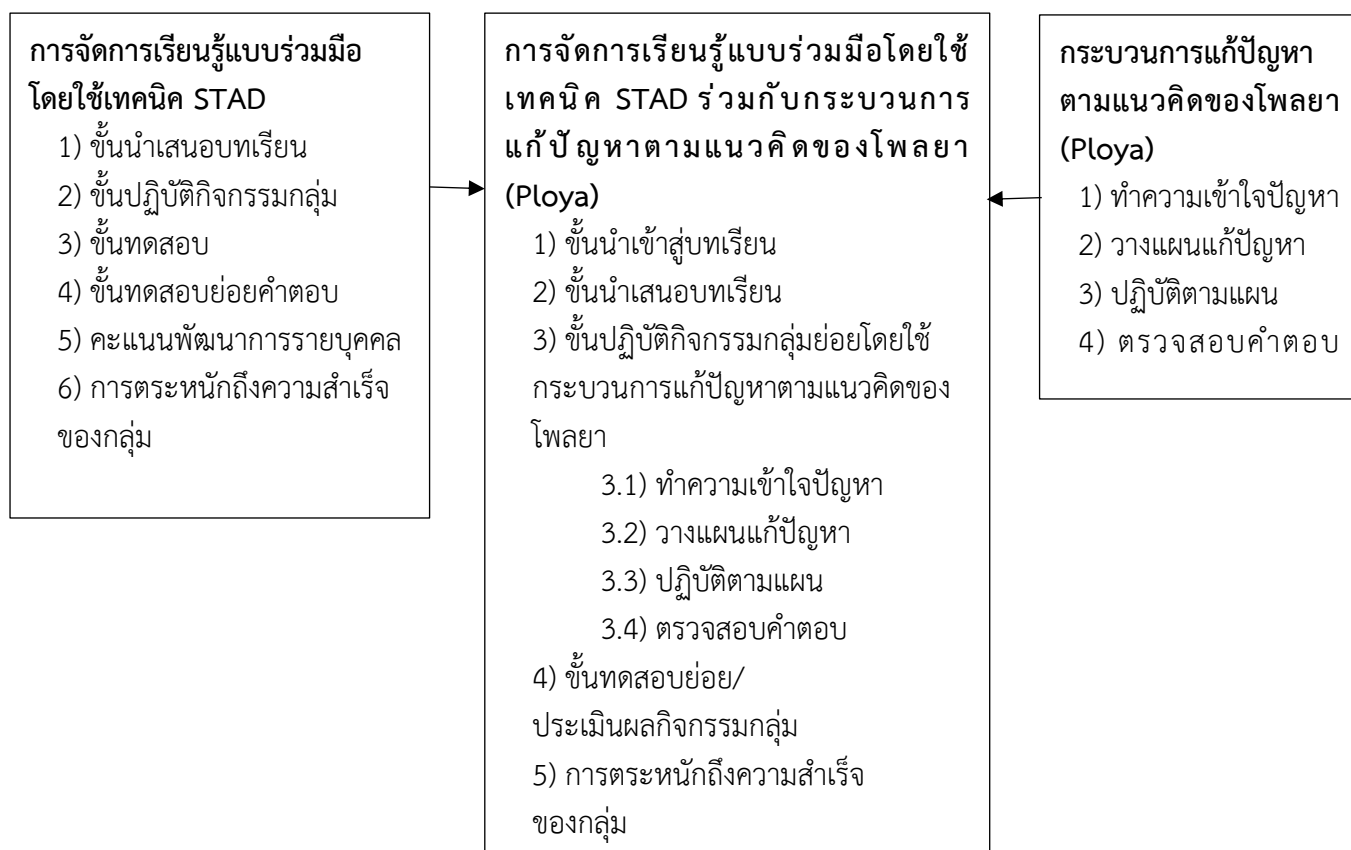 การจัดการเรียนรู้แบบร่วมมือ
โดยใช้เทคนิค STAD
1) ขั้นนำเสนอบทเรียน
2) ขั้นปฏิบัติกิจกรรมกลุ่ม
3) ขั้นทดสอบ
4) ขั้นทดสอบย่อยคำตอบ
5) คะแนนพัฒนาการรายบุคคล
6) การตระหนักถึงความสำเร็จ
ของกลุ่ม
การจัดการเรียนรู้แบบร่วมมือโดยใช้
เทคนิค STAD ร่วมกับกระบวนการ
แก้ปัญหาตามแนวคิดของโพลยา
(Ploya)
1) ขั้นนำเข้าสู่บทเรียน
2) ขั้นนำเสนอบทเรียน
3) ขั้นปฏิบัติกิจกรรมกลุ่มย่อยโดยใช้
กระบวนการแก้ปัญหาตามแนวคิดของ
โพลยา
3.1) ทำความเข้าใจปัญหา
3.2) วางแผนแก้ปัญหา
3.3) ปฏิบัติตามแผน
3.4) ตรวจสอบคำตอบ
4) ขั้นทดสอบย่อย/
ประเมินผลกิจกรรมกลุ่ม
5) การตระหนักถึงความสำเร็จ
ของกลุ่ม
กระบวนการแก้ปัญหา
ตามแนวคิดของโพลยา
(Ploya)
1) ทำความเข้าใจปัญหา
2) วางแผนแก้ปัญหา
3) ปฏิบัติตามแผน
4) ตรวจสอบคำตอบ